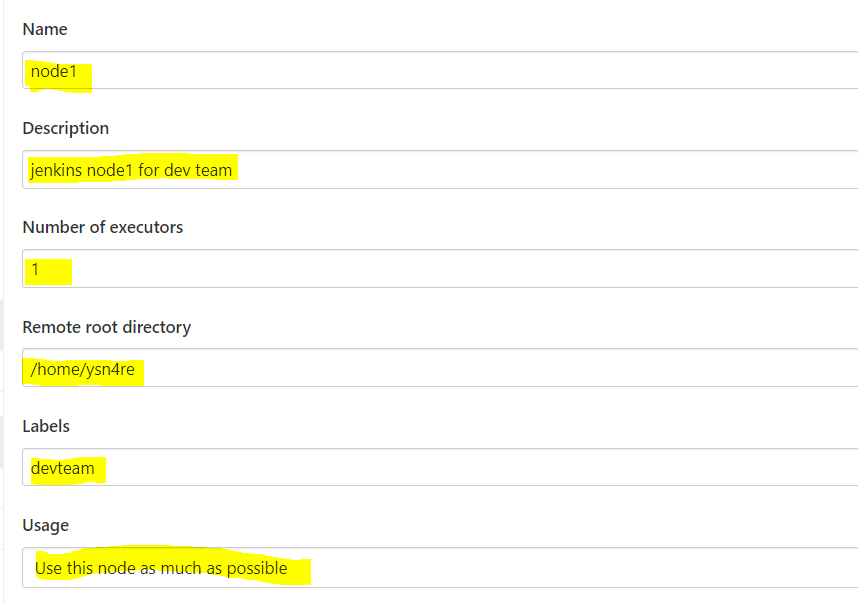 Name
node1
Description
jenkins node1 for dev team
Number of executors
1
Remote root directory
/home/ysn4re
Labels
devteam
Usage
Use this node as much as possible